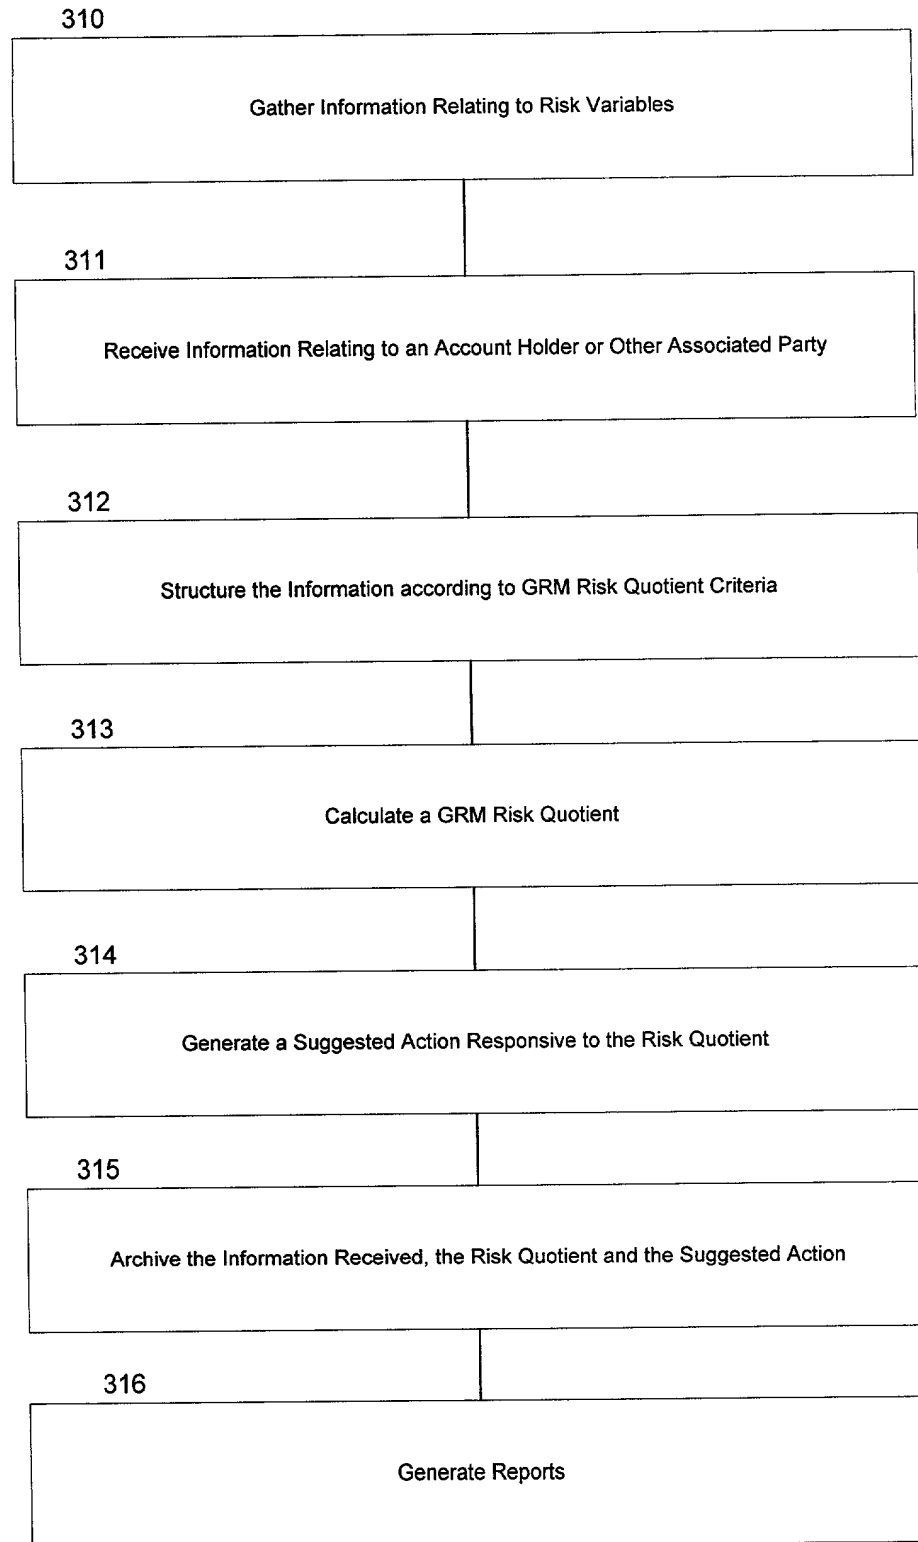 310
Gather Information Relating to Risk Variables
311
Receive Information Relating to an Account Holder or Other Associated Party
312
Structure the Information according to GRM Risk Quotient Criteria
313
Calculate a GRM Risk Quotient
314
Generate a Suggested Action Responsive to the Risk Quotient
315
Archive the Information Received, the Risk Quotient and the Suggested Action
316
Generate Reports